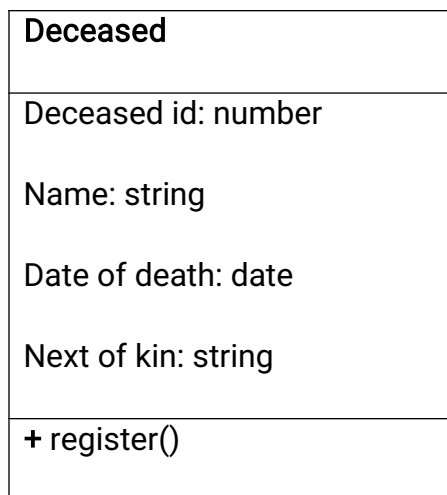 Deceased
Deceased id: number
Name: string
Date of death: date
Next of kin: string
+ register()